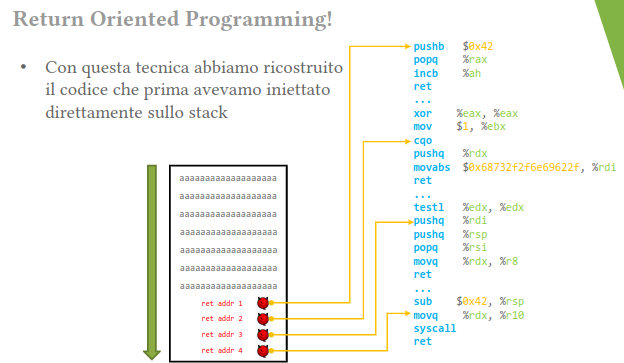 Return Oriented Programming!
• Con questa tecnica abbiamo ricostruito
il codice che prima avevamo iniettato
direttamente sullo stack
aaaaaaaaaaaaaaaaaaa
aaaaaaaaaaaaaaaaaaa
aaaaaaaaaaaaaaaaaaa
aaaaaaaaaaaaaaaaaaa
aaaaaaaaaaaaaaaaaaa
aaaaaaaaaaaaaaaaaaa
aaaaaaaaaaaaaaaaaaa
ret addr 1
ret addr 2
ret addr 3
ret addr 4
pushb $0x42
popq %rax
incb %ah
ret
...
xor %eax, %eax
mov $1, %ebx
cqo
pushq %rdx
movabs $0x68732f2f6e69622f, %rdi
ret
...
testl %edx, %edx
pushq %rdi
pushq %rsp
popq %rsi
movq %rdx, %r8
ret
...
sub $0x42, %rsp
movq %rdx, %r10
syscall
ret